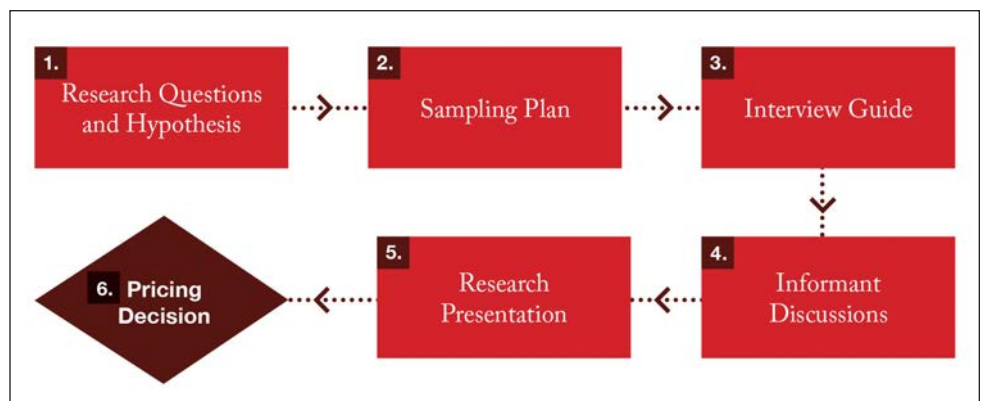 1.
Research Questions
and Hypothesis
2.
Sampling Plan
3.
Interview Guide
4.
Informant
Discussions
5.
Research
Presentation
6. Pricing
Decision